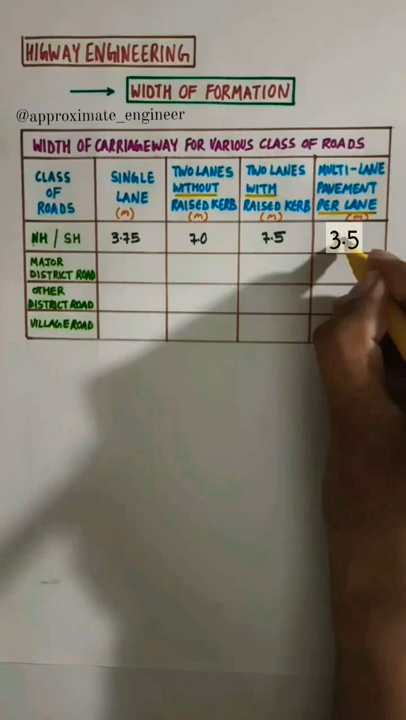 HIGWAY ENGINEERING
→ WIDTH OF FORMATION
@approximate_engineer
WIDTH OF CARRIAGEWAY FOR VARIOUS CLASS OF ROADS
CLASS OF ROADS
SINGLE LANE (m)
TWO LANES WITHOUT RAISED KERB (m)
TWO LANES WITH RAISED KERB (m)
MULTI-LANE PAVEMENT PER LANE (m)
NH / SH 3.75 7.0 7.5 3.5
MAJOR DISTRICT ROAD
OTHER DISTRICT ROAD
VILLAGE ROAD